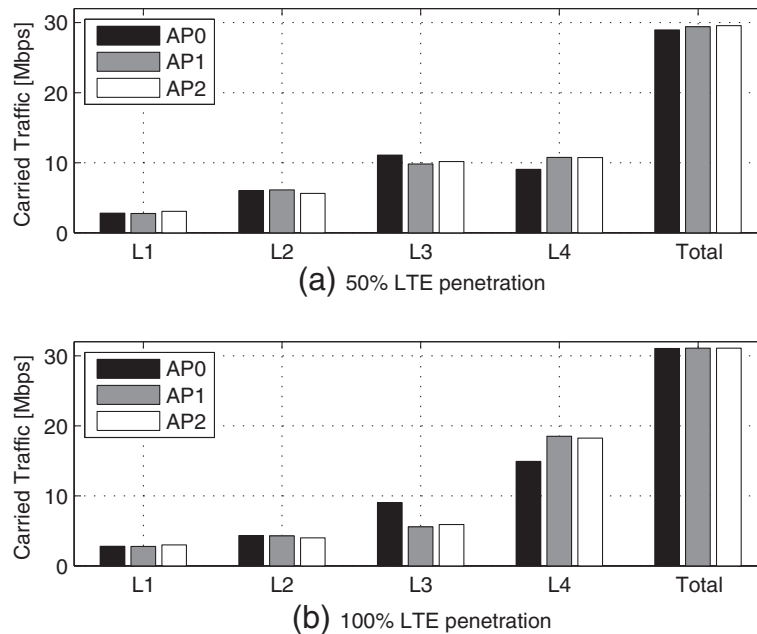 Carried Traffic [Mbps]
30
20
10
0
AP0
AP1
AP2
L1 L2 L3 L4 Total
(a) 50% LTE penetration
Carried Traffic [Mbps]
30
20
10
0
AP0
AP1
AP2
L1 L2 L3 L4 Total
(b) 100% LTE penetration